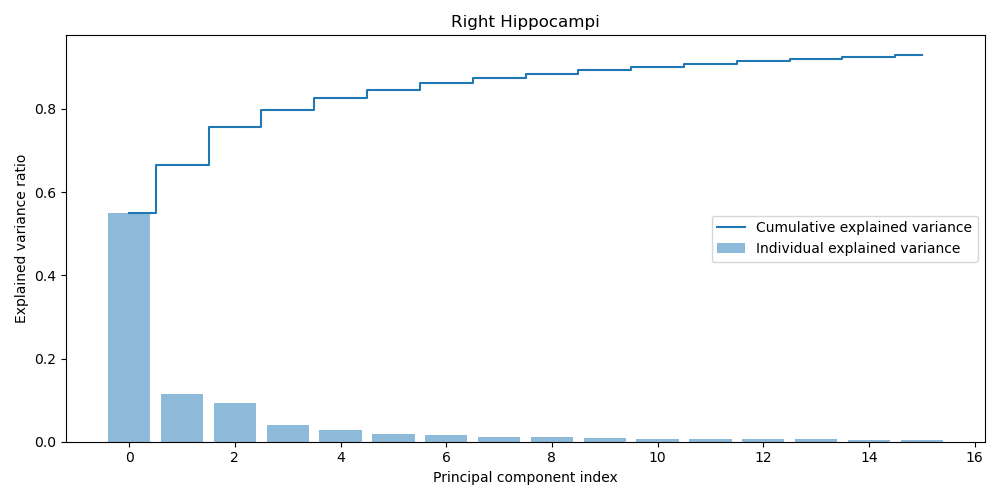 Right Hippocampi
Explained variance ratio
0.8
0.6
0.4
0.2
0.0
Cumulative explained variance
Individual explained variance
0 2 4 6 8 10 12 14 16
Principal component index